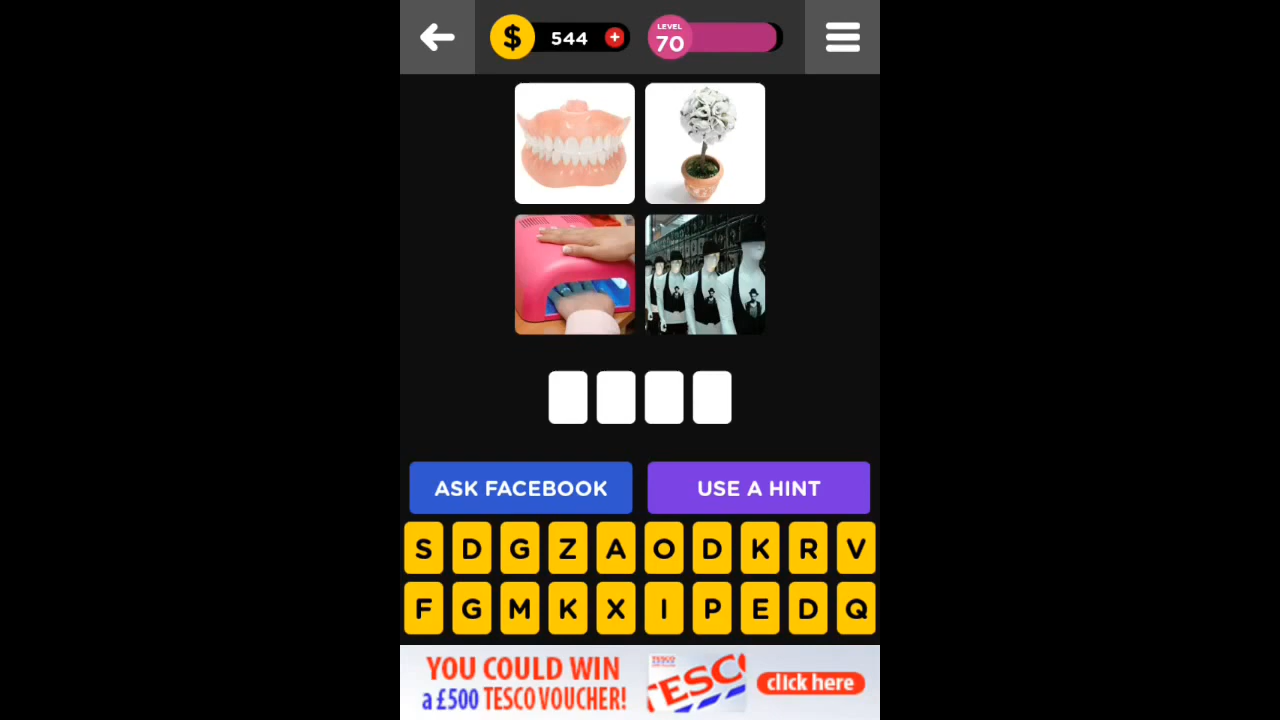 $ 544 + LEVEL
70
ASK FACEBOOK USE A HINT
S D G Z A O D K R V
F G M K X I P E D Q
YOU COULD WIN
a £500 TESCO VOUCHER!
TESCO
click here